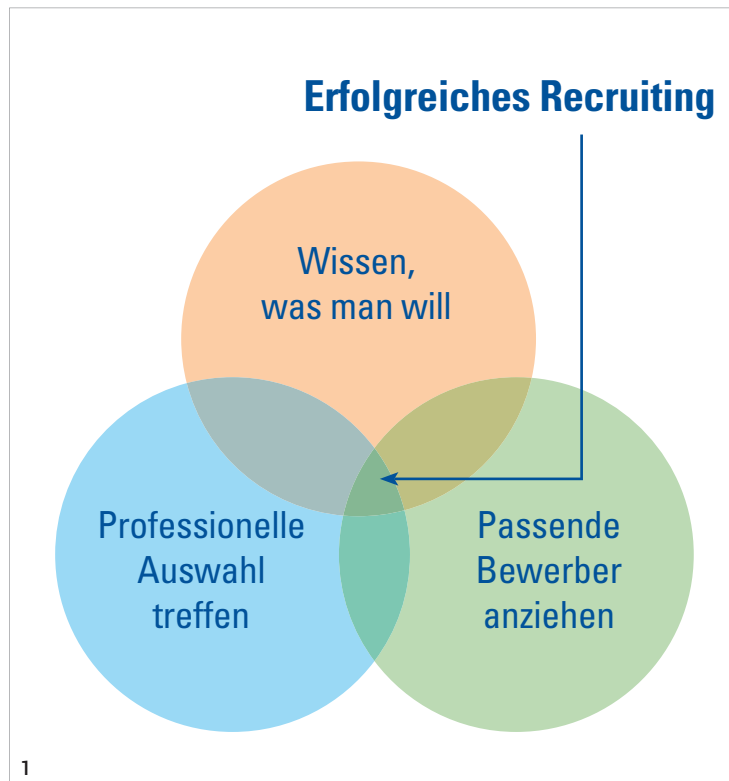 Erfolgreiches Recruiting
Wissen,
was man will
Professionelle
Auswahl
treffen
Passende
Bewerber
anziehen
1